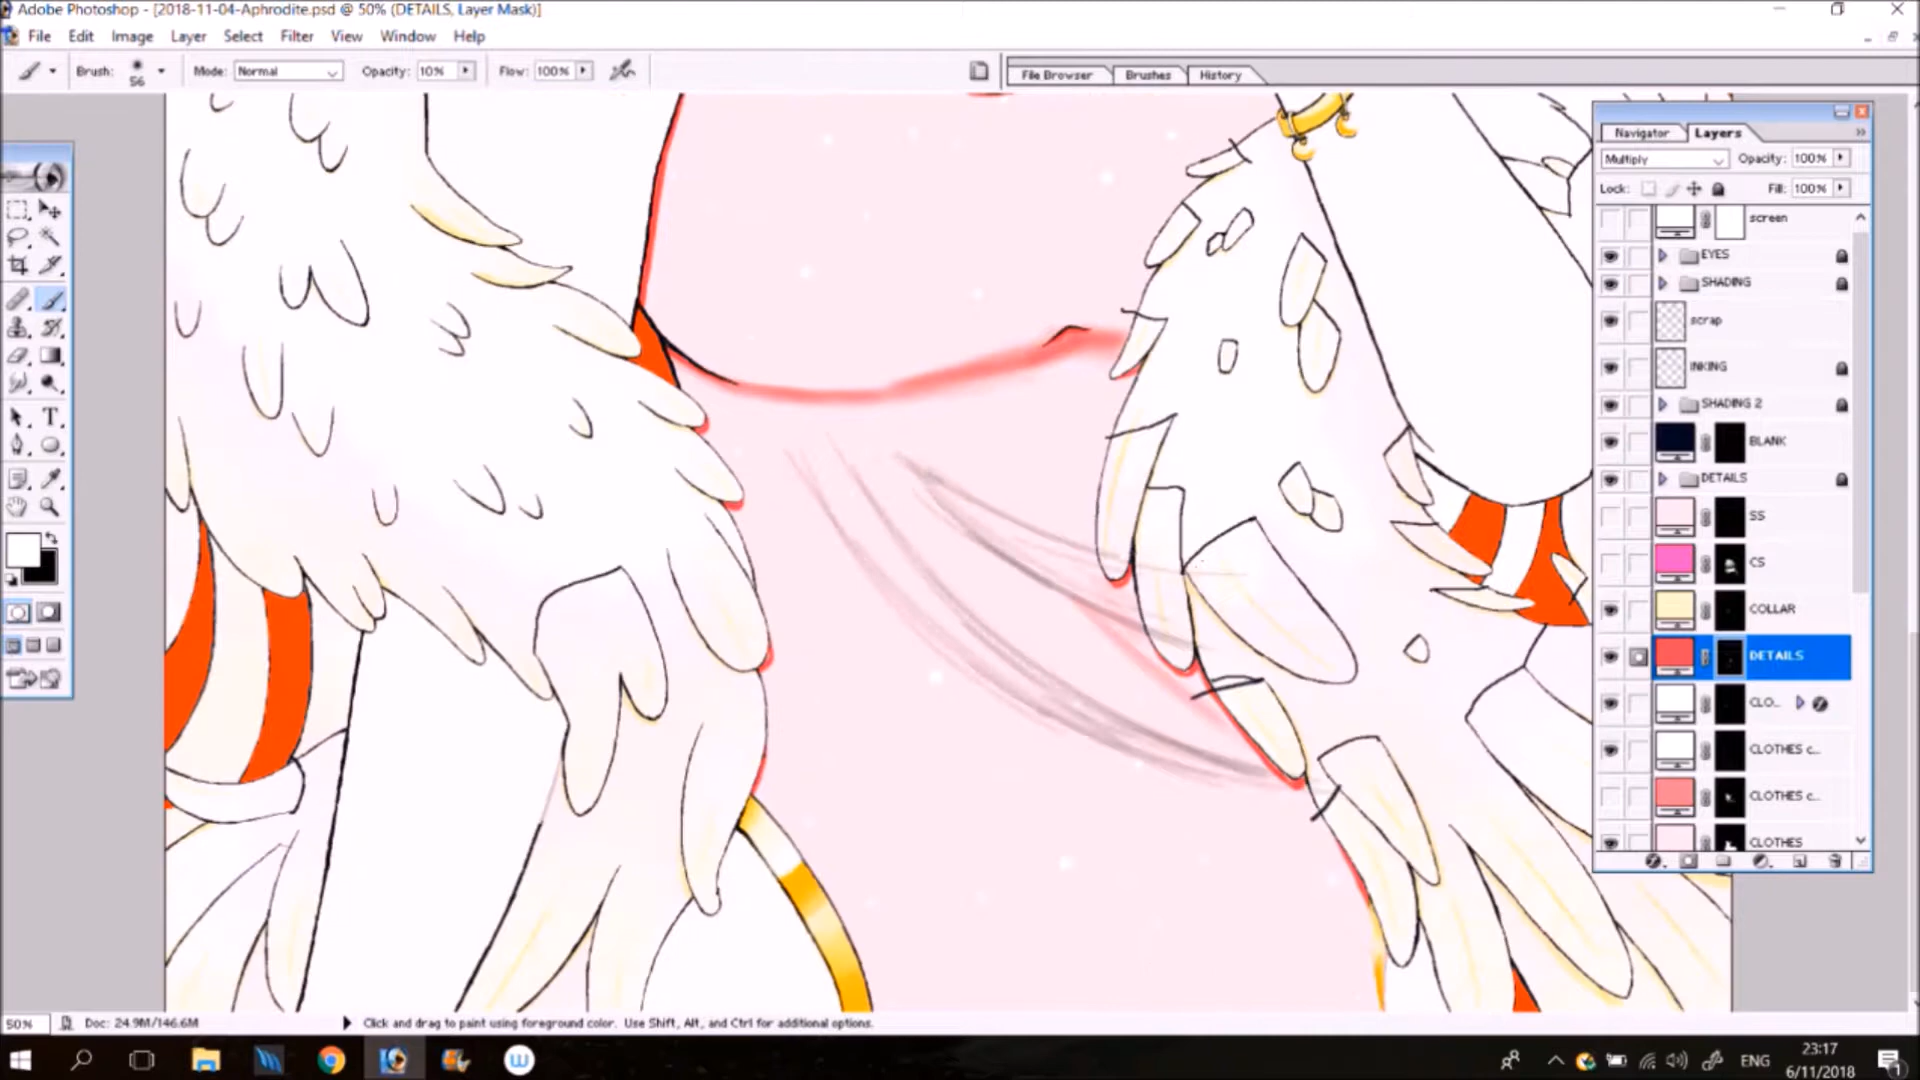 Adobe Photoshop - [2018-11-04-Aphrodite.psd @ 50% (DETAILS, Layer Mask)]
File Edit Image Layer Select Filter View Window Help
Brush: 56 Mode: Normal Opacity: 10% Flow: 100% File Browser Brushes History
Navigator Layers
Multiply Opacity: 100%
Lock: Fill: 100%
screen
EYES
SHADING
scrap
INKING
SHADING 2
BLANK
DETAILS
SS
CS
COLLAR
DETAILS
CLO...
CLOTHES c...
CLOTHES c...
CLOTHES
T
50% Doc: 24.9M/146.6M Click and drag to paint using foreground color. Use Shift, Alt, and Ctrl for additional options.
W ENG 23:17
6/11/2018 1